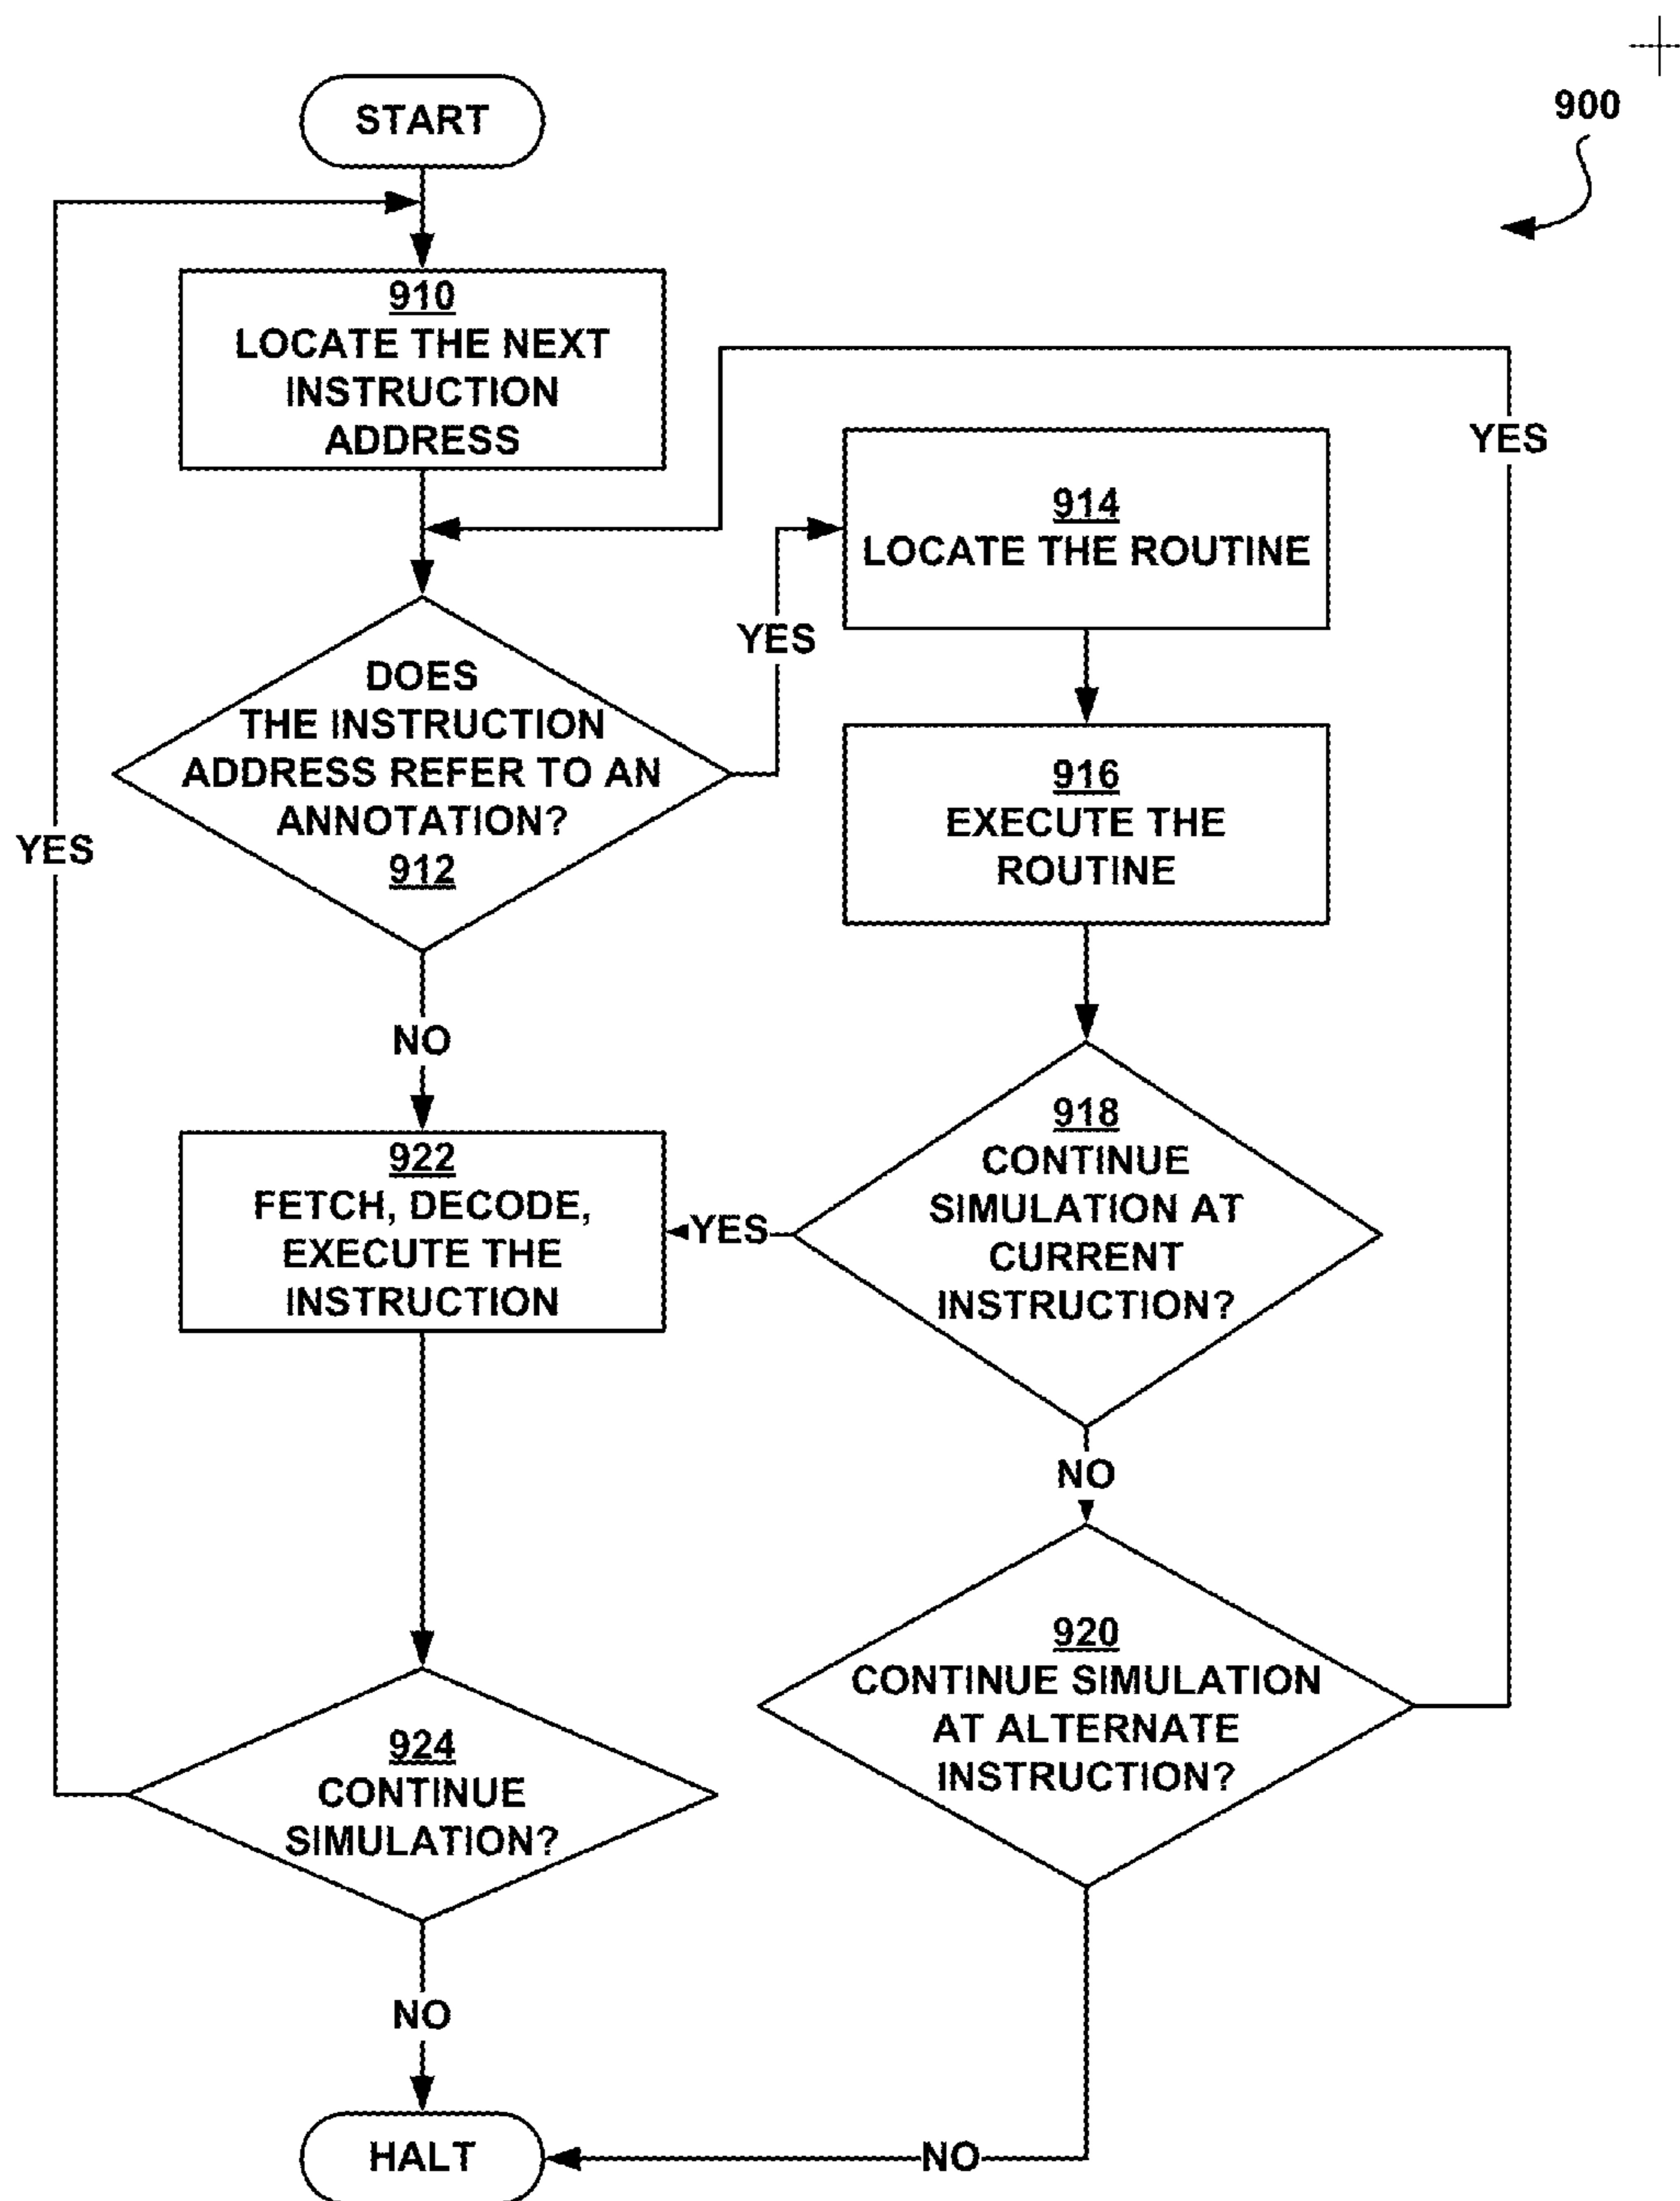 START
900
910
LOCATE THE NEXT
INSTRUCTION
ADDRESS
YES
914
LOCATE THE ROUTINE
YES
DOES
THE INSTRUCTION
ADDRESS REFER TO AN
ANNOTATION?
912
YES
916
EXECUTE THE
ROUTINE
NO
918
CONTINUE
SIMULATION AT
CURRENT
INSTRUCTION?
922
FETCH, DECODE,
EXECUTE THE
INSTRUCTION
YES
NO
920
CONTINUE SIMULATION
AT ALTERNATE
INSTRUCTION?
924
CONTINUE
SIMULATION?
NO
HALT
NO